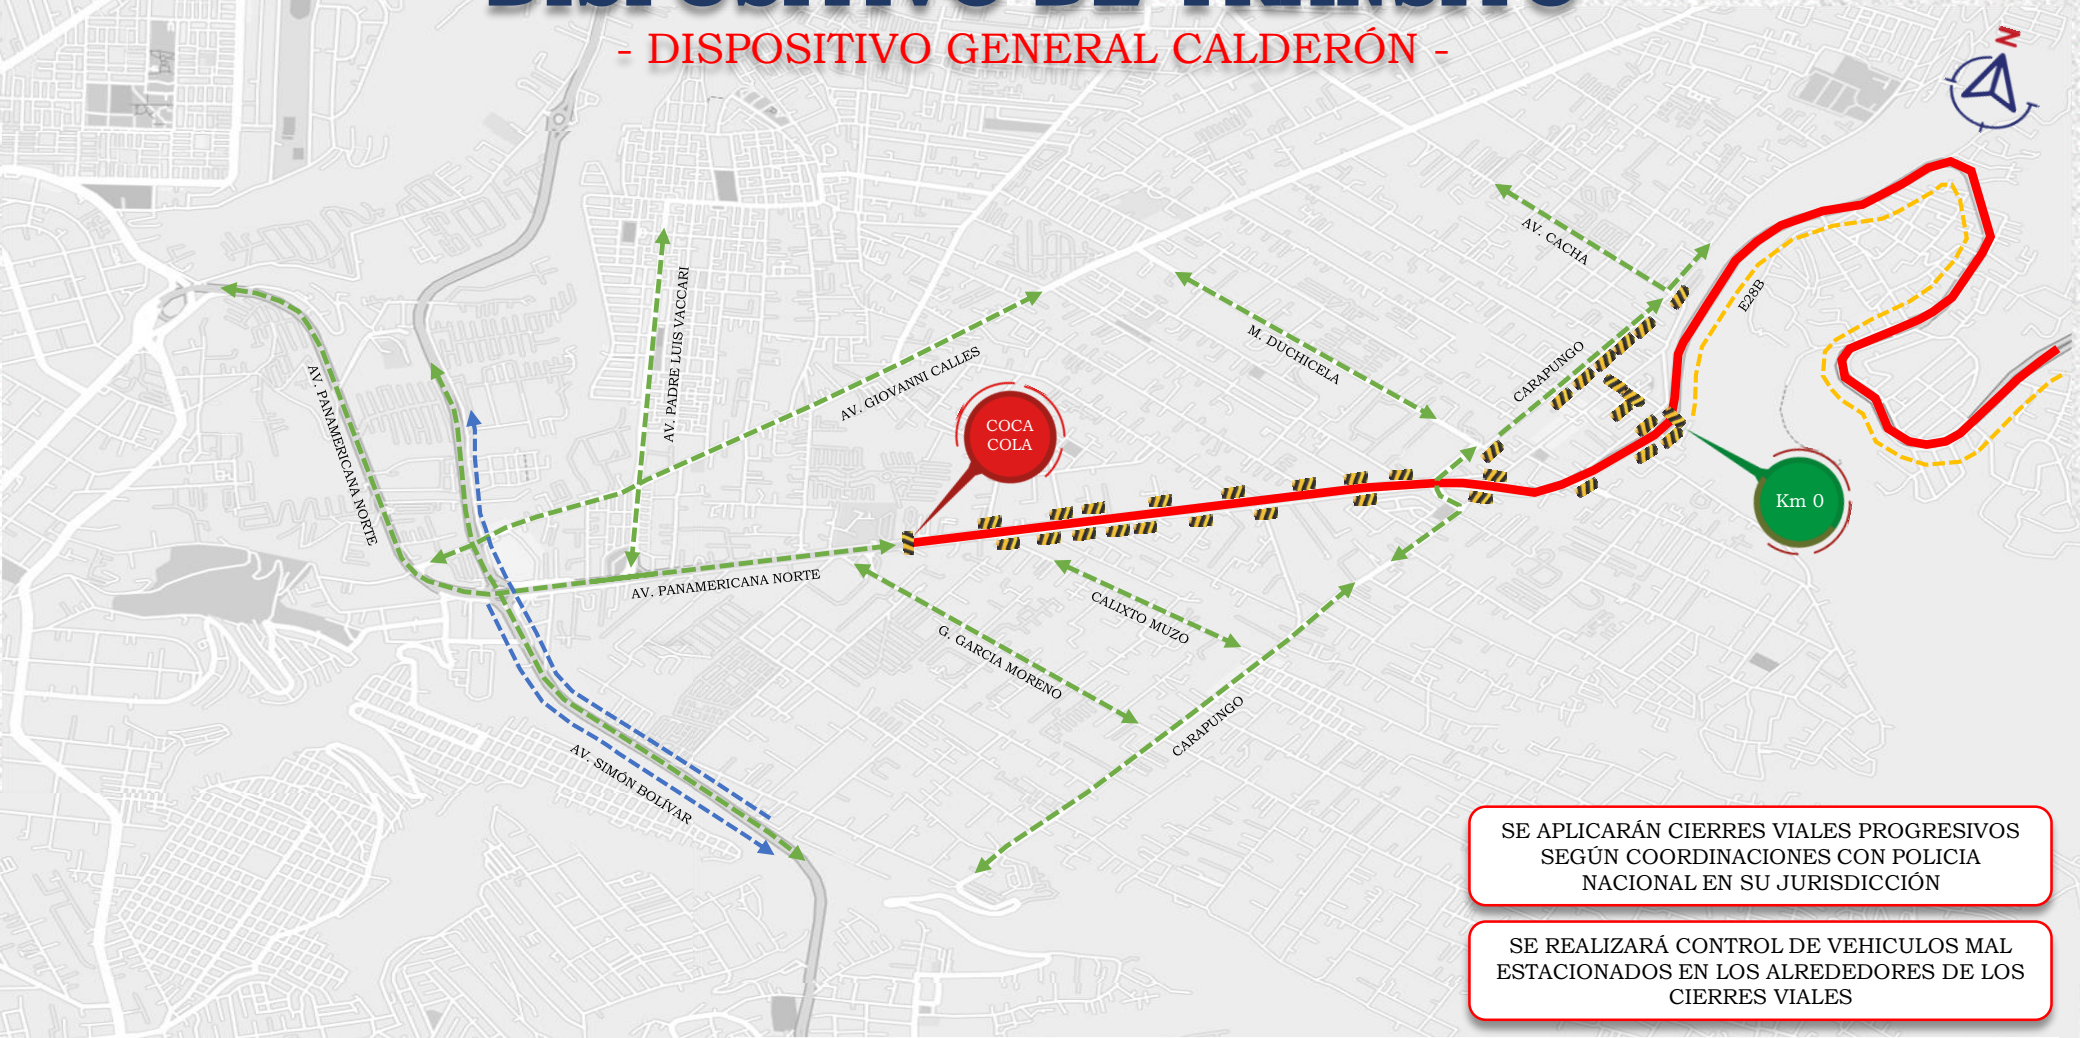 DISPOSITIVO DE TRÁNSITO
- DISPOSITIVO GENERAL CALDERÓN -
N
AV. CACHA
E28B
AV. PADRE LUIS VACCARI
M. DUCHICELA
CARAPUNGO
AV. GIOVANNI CALLES
AV. PANAMERICANA NORTE
COCA
COLA
Km 0
AV. PANAMERICANA NORTE
CALIXTO MUZO
G. GARCIA MORENO
CARAPUNGO
AV. SIMÓN BOLÍVAR
SE APLICARÁN CIERRES VIALES PROGRESIVOS
SEGÚN COORDINACIONES CON POLICIA
NACIONAL EN SU JURISDICCIÓN
SE REALIZARÁ CONTROL DE VEHICULOS MAL
ESTACIONADOS EN LOS ALREDEDORES DE LOS
CIERRES VIALES